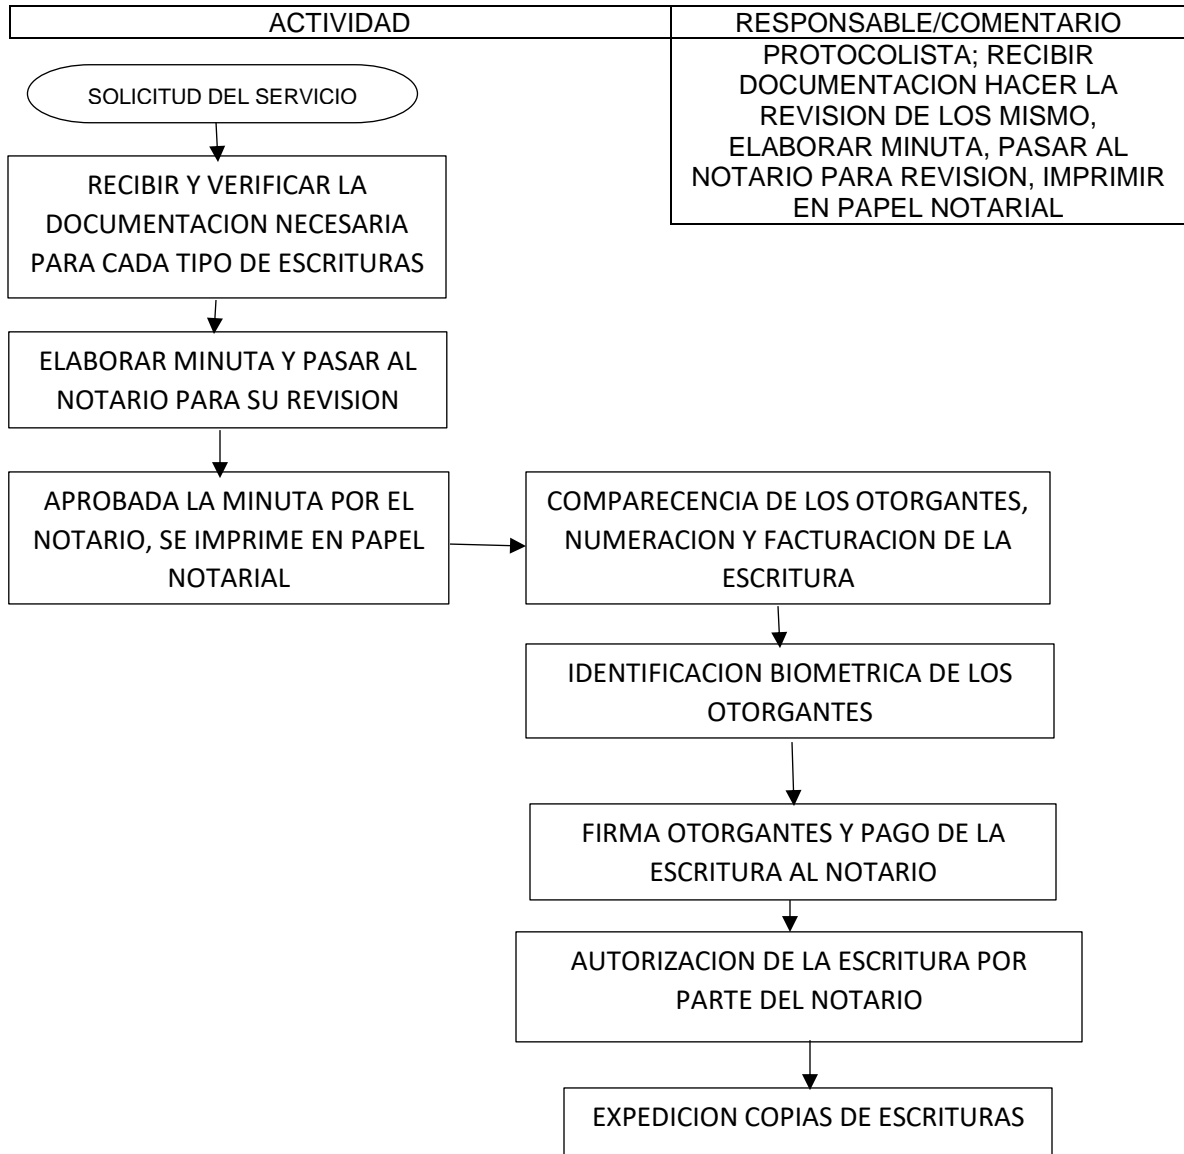 ACTIVIDAD
RESPONSABLE/COMENTARIO
PROTOCOLISTA; RECIBIR
DOCUMENTACION HACER LA
REVISION DE LOS MISMO,
ELABORAR MINUTA, PASAR AL
NOTARIO PARA REVISION, IMPRIMIR
EN PAPEL NOTARIAL
SOLICITUD DEL SERVICIO
RECIBIR Y VERIFICAR LA
DOCUMENTACION NECESARIA
PARA CADA TIPO DE ESCRITURAS
ELABORAR MINUTA Y PASAR AL
NOTARIO PARA SU REVISION
APROBADA LA MINUTA POR EL
NOTARIO, SE IMPRIME EN PAPEL
NOTARIAL
COMPARECENCIA DE LOS OTORGANTES,
NUMERACION Y FACTURACION DE LA
ESCRITURA
IDENTIFICACION BIOMETRICA DE LOS
OTORGANTES
FIRMA OTORGANTES Y PAGO DE LA
ESCRITURA AL NOTARIO
AUTORIZACION DE LA ESCRITURA POR
PARTE DEL NOTARIO
EXPEDICION COPIAS DE ESCRITURAS